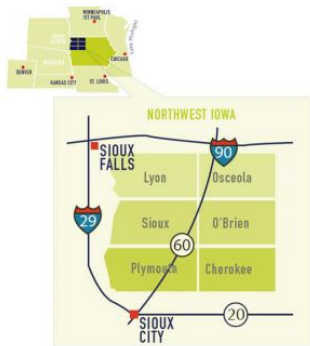 MINNEAPOLIS
/ST PAUL
Lake Michigan
CHICAGO
DENVER
KANSAS CITY
ST. LOUIS
NORTHWEST IOWA
SIOUX
FALLS
90
Lyon
Osceola
29
Sioux
O'Brien
60
Plymouth
Cherokee
20
SIOUX
CITY